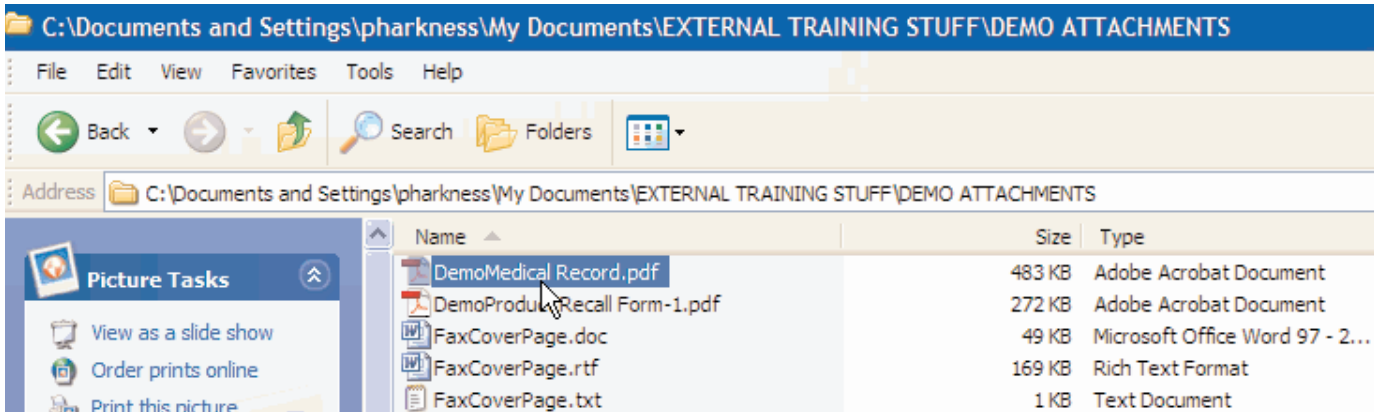 C:\Documents and Settings\pharkness\My Documents\EXTERNAL TRAINING STUFF\DEMO ATTACHMENTS
File Edit View Favorites Tools Help
Back Search Folders
Address C:\Documents and Settings\pharkness\My Documents\EXTERNAL TRAINING STUFF\DEMO ATTACHMENTS
Name Size Type
Picture Tasks
View as a slide show
Order prints online
Print this picture
DemoMedical Record.pdf 483 KB Adobe Acrobat Document
DemoProduct Recall Form-1.pdf 272 KB Adobe Acrobat Document
FaxCoverPage.doc 49 KB Microsoft Office Word 97 - 2...
FaxCoverPage.rtf 169 KB Rich Text Format
FaxCoverPage.txt 1 KB Text Document